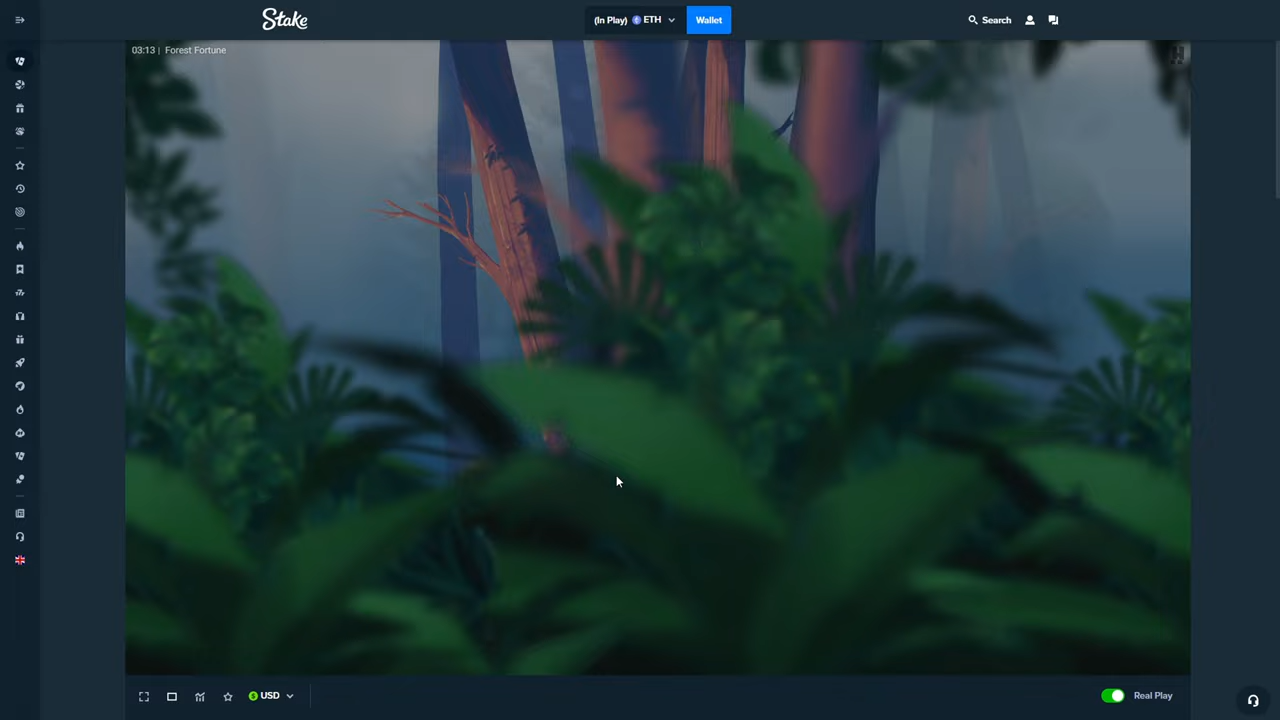 Stake
(In Play) ETH
Wallet
Search
03:13 | Forest Fortune
USD
Real Play